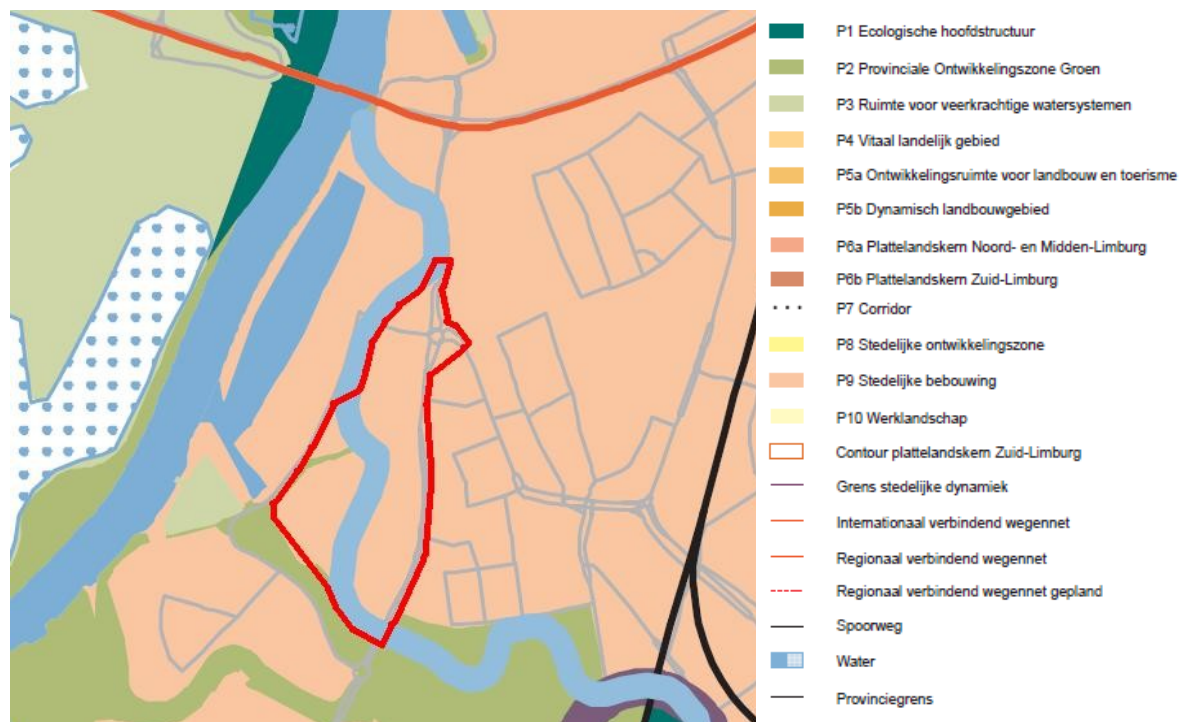 P1 Ecologische hoofdstructuur
P2 Provinciale Ontwikkelingszone Groen
P3 Ruimte voor veerkrachtige watersystemen
P4 Vitaal landelijk gebied
P5a Ontwikkelingsruimte voor landbouw en toerisme
P5b Dynamisch landbouwgebied
P6a Plattelandskern Noord- en Midden-Limburg
P6b Plattelandskern Zuid-Limburg
P7 Corridor
P8 Stedelijke ontwikkelingszone
P9 Stedelijke bebouwing
P10 Werklandschap
Contour plattelandskern Zuid-Limburg
Grens stedelijke dynamiek
Internationaal verbindend wegennet
Regionaal verbindend wegennet
Regionaal verbindend wegennet gepland
Spoorweg
Water
Provinciegrens